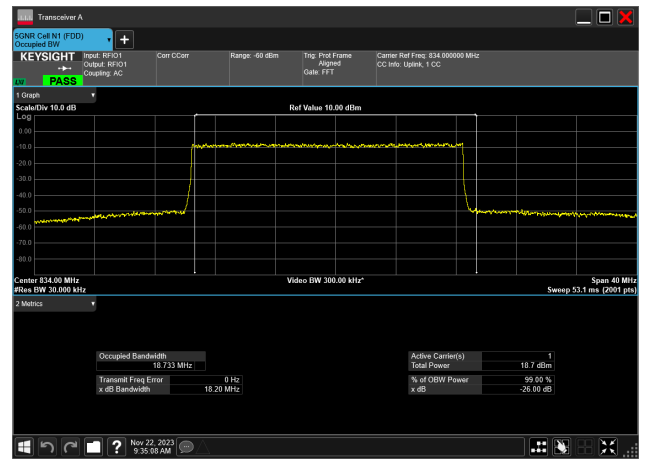 Transceiver A
5GNR Cell N1 (FDD)
Occupied BW
KEYSIGHT
Input: RFIO1
Output: RFIO1
Coupling: AC
Corr CCorr
Range: -60 dBm
Trig: Prot Frame
Aligned
Gate: FFT
Carrier Ref Freq: 834.000000 MHz
CC Info: Uplink, 1 CC
PASS
1 Graph
Scale/Div 10.0 dB
Ref Value 10.00 dBm
Log
0.00
-10.0
-20.0
-30.0
-40.0
-50.0
-60.0
-70.0
-80.0
Center 834.00 MHz
Video BW 300.00 kHz*
Span 40 MHz
#Res BW 30.000 kHz
Sweep 53.1 ms (2001 pts)
2 Metrics
Occupied Bandwidth
18.733 MHz
Active Carrier(s) 1
Total Power 18.7 dBm
Transmit Freq Error 0 Hz
x dB Bandwidth 18.20 MHz
% of OBW Power 99.00 %
x dB -26.00 dB
Nov 22, 2023
9:35:08 AM